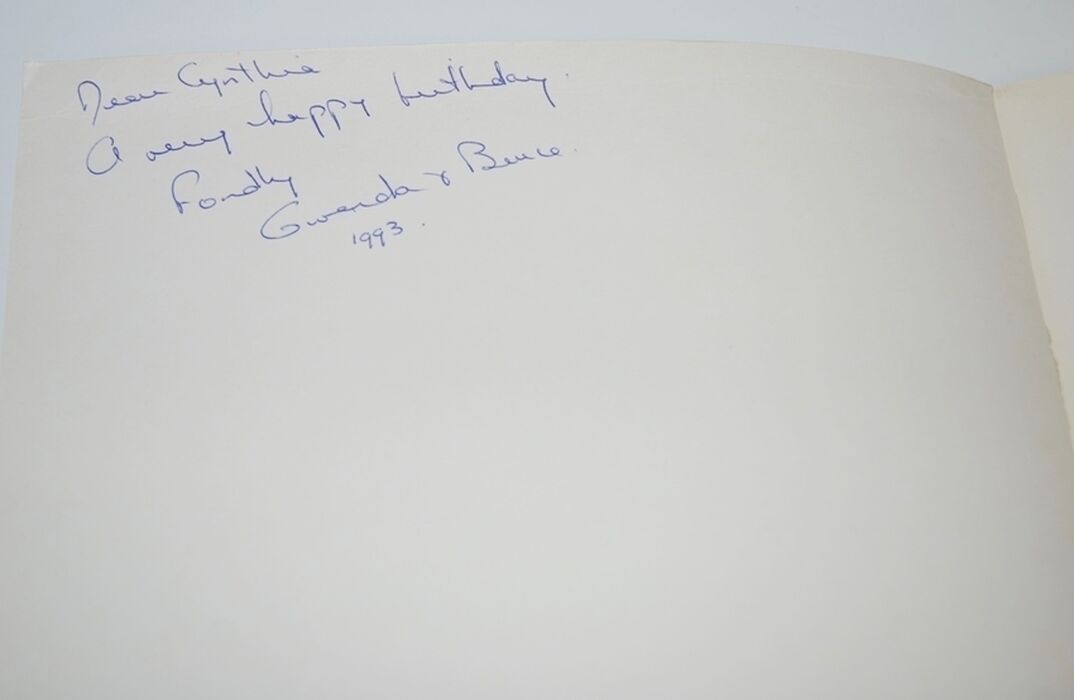 Dear Cynthia
A very happy birthday.
Fondly
Gwenda & Bruce.
1993.